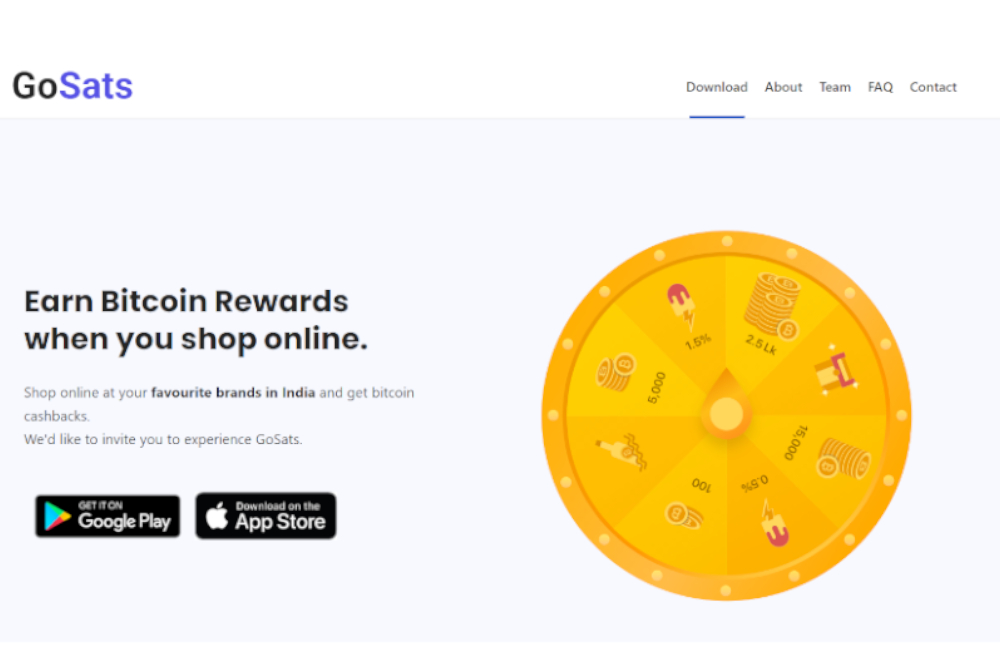 GoSats
Download About Team FAQ Contact
Earn Bitcoin Rewards
when you shop online.
Shop online at your favourite brands in India and get bitcoin
cashbacks.
We'd like to invite you to experience GoSats.
GET IT ON
Google Play
Download on the
App Store
1.5%
2.5 Lk
5,000
15,000
100
0.5%